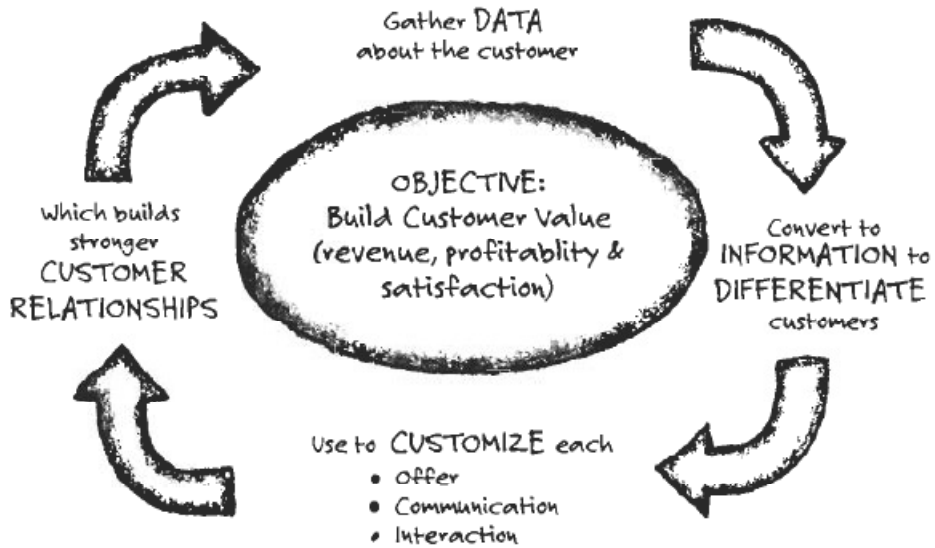 Gather DATA
about the customer
OBJECTIVE:
Build Customer Value
(revenue, profitablity &
satisfaction)
Convert to
INFORMATION to
DIFFERENTIATE
customers
Use to CUSTOMIZE each
• Offer
• Communication
• Interaction
Which builds
stronger
CUSTOMER
RELATIONSHIPS